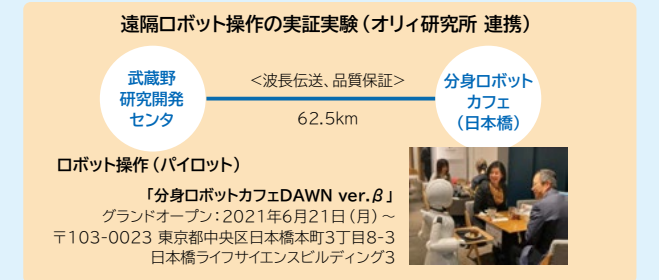 遠隔ロボット操作の実証実験（オリィ研究所 連携）
武蔵野
研究開発
センタ
＜波長伝送、品質保証＞
62.5km
分身ロボット
カフェ
（日本橋）
ロボット操作（パイロット）
「分身ロボットカフェDAWN ver.β」
グランドオープン：2021年6月21日（月）～
〒103-0023 東京都中央区日本橋本町3丁目8-3
日本橋ライフサイエンスビルディング3